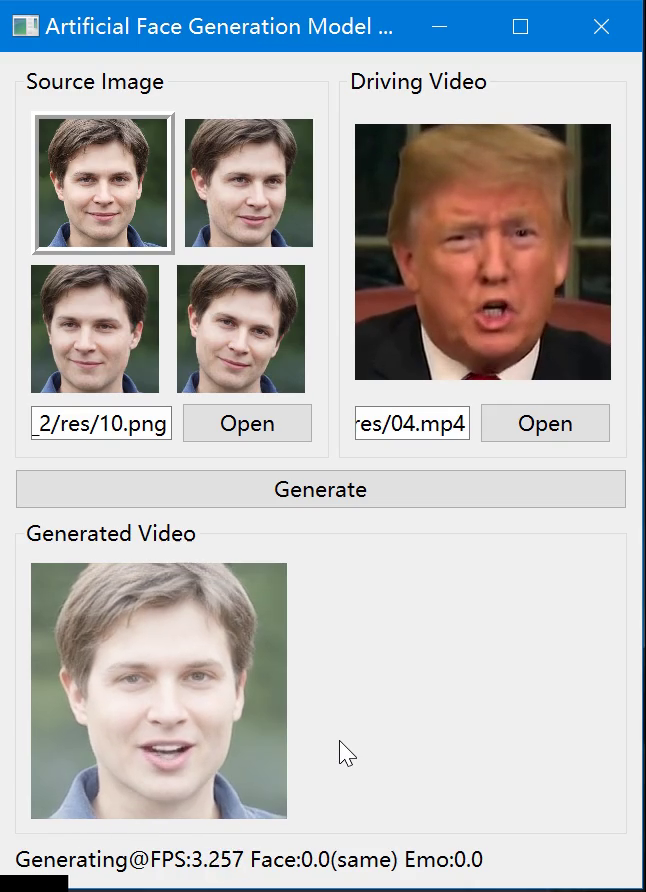 Artificial Face Generation Model ...
Source Image
Driving Video
_2/res/10.png
Open
res/04.mp4
Open
Generate
Generated Video
Generating@FPS:3.257 Face:0.0(same) Emo:0.0